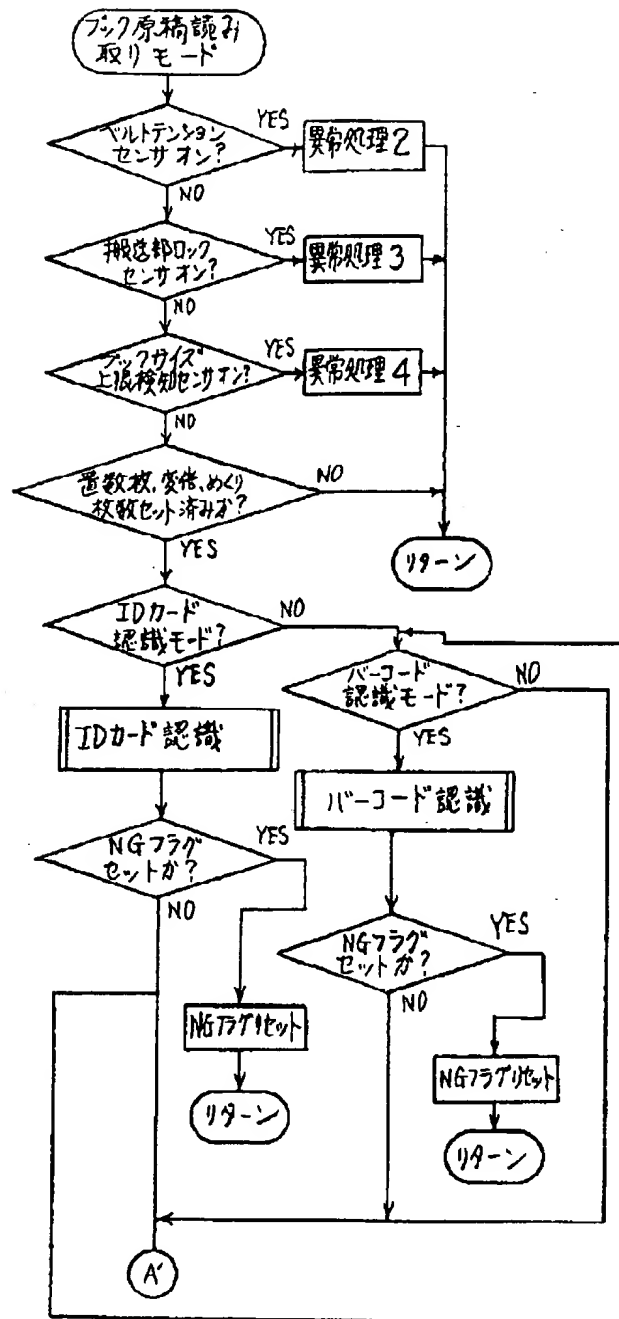 ブック原稿読み
取りモード
ベルトテンション
センサオン?
YES
異常処理2
NO
搬送部ロック
センサオン?
YES
異常処理3
NO
ブックサイズ
上限検知センサオン?
YES
異常処理4
NO
置数枚,変倍,めくり
枚数セット済みか?
NO
YES
リターン
IDカード
認識モード?
NO
YES
バーコード
認識モード?
NO
YES
IDカード認識
バーコード認識
NGフラグ
セットか?
YES
NO
NGフラグ
セットか?
YES
NO
NGフラグリセット
リターン
NGフラグリセット
リターン
A'